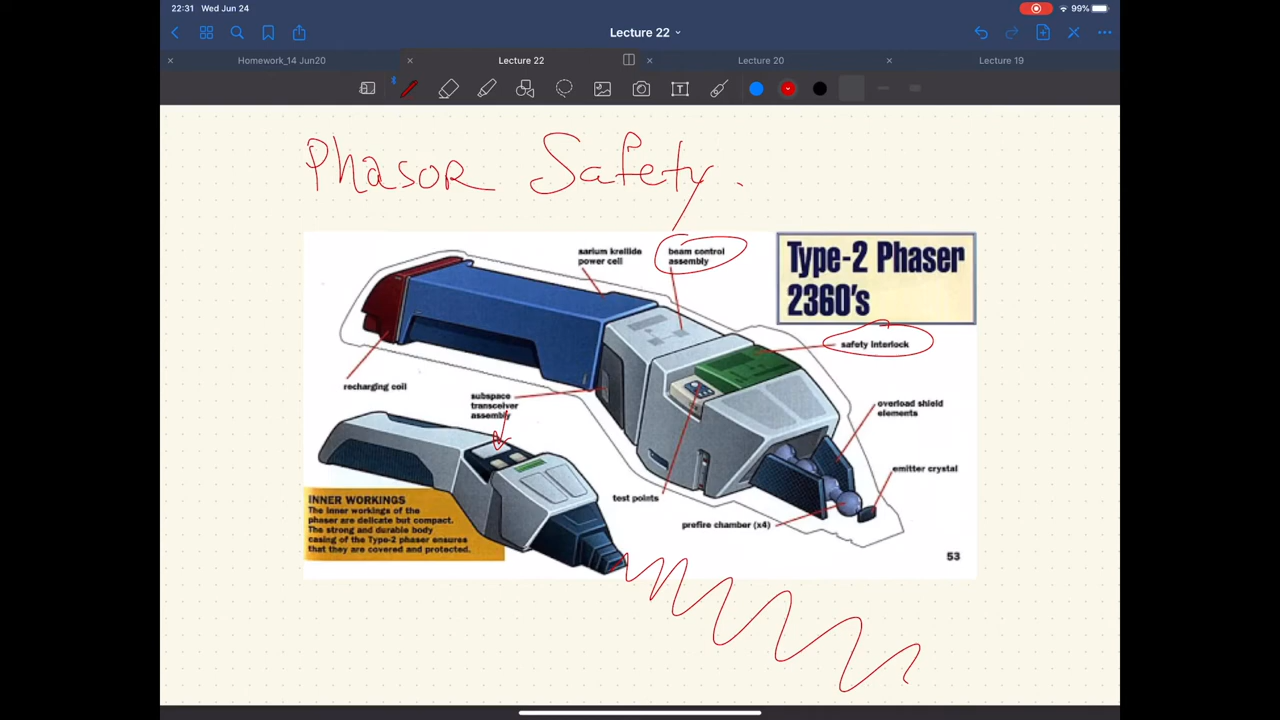 22:31 Wed Jun 24
99%
Lecture 22
Homework_14 Jun20
Lecture 22
Lecture 20
Lecture 19
T
Phasor Safety.
sarium krellide
power cell
beam control
assembly
Type-2 Phaser
2360's
safety interlock
recharging coil
subspace
transceiver
assembly
overload shield
elements
emitter crystal
test points
prefire chamber (x4)
INNER WORKINGS
The inner workings of the
phaser are delicate but compact.
The strong and durable body
casing of the Type-2 phaser ensures
that they are covered and protected.
53